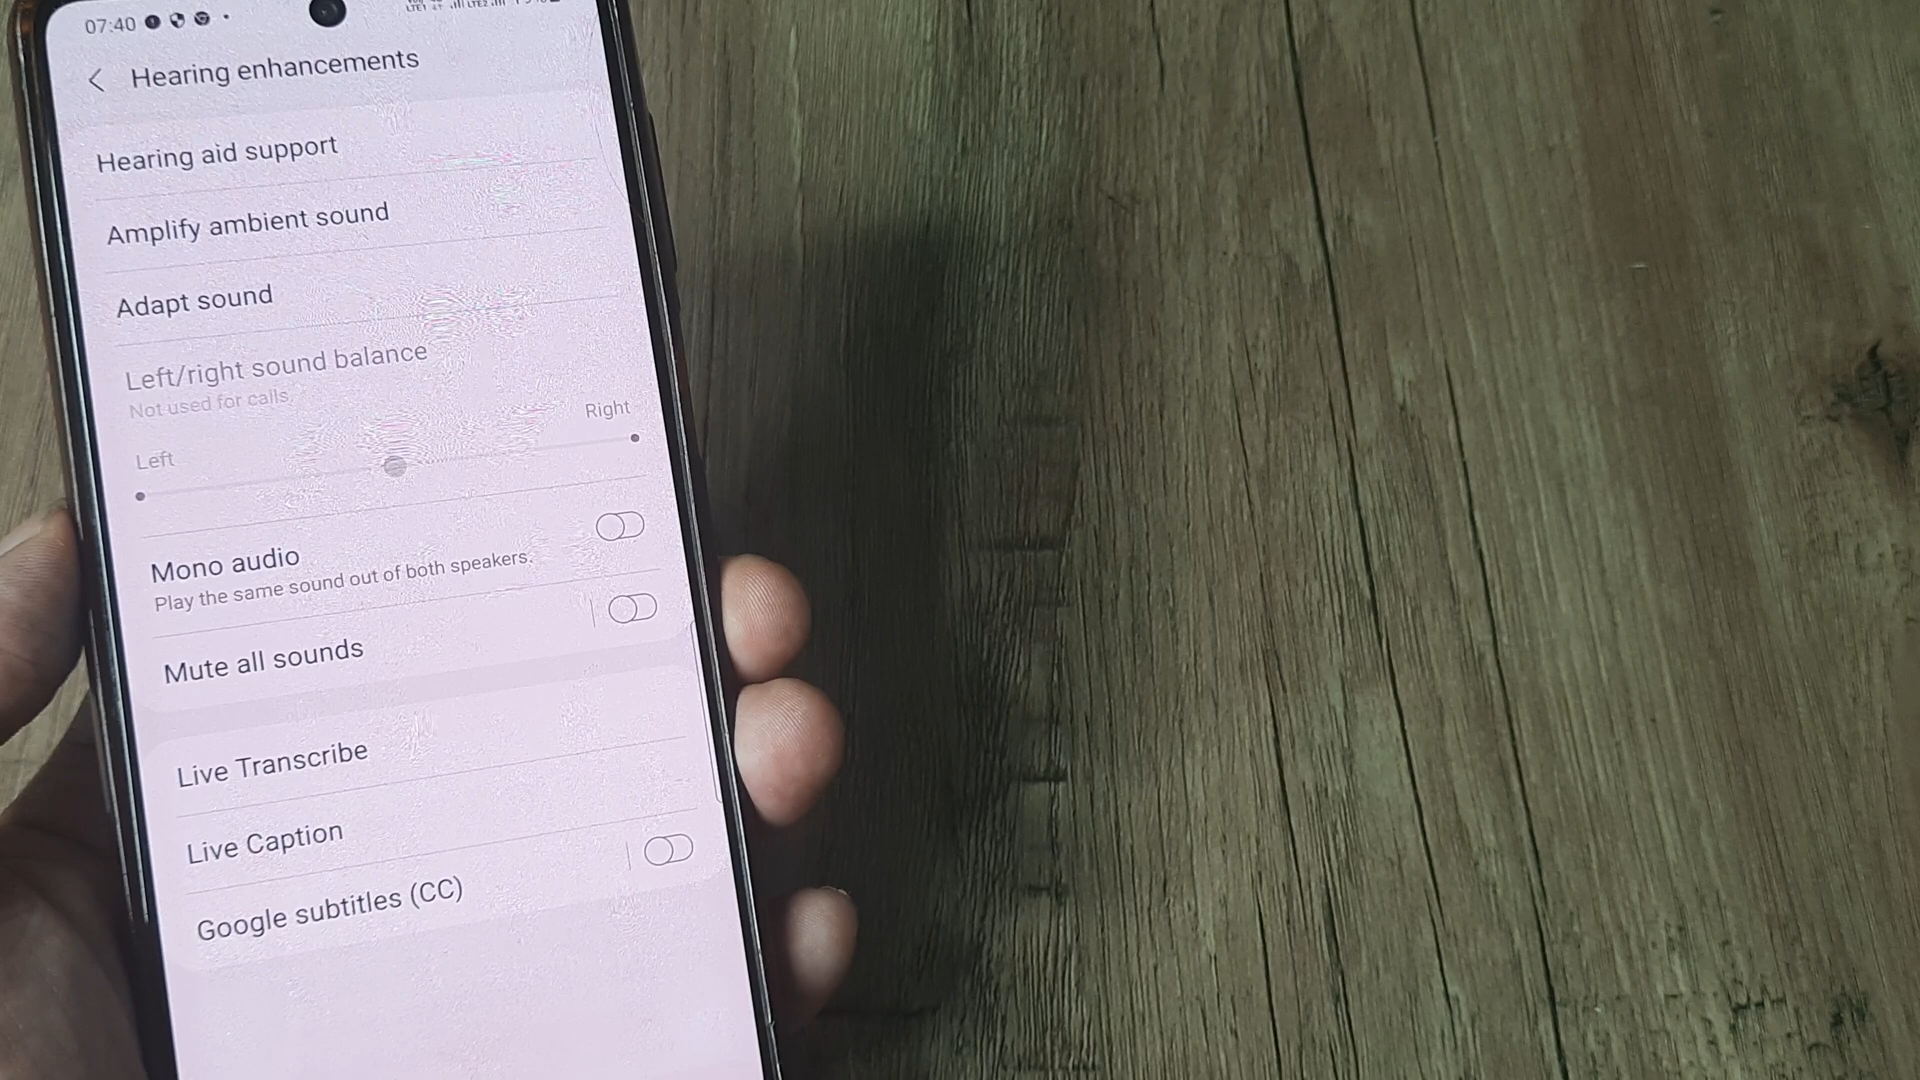 07:40
Hearing enhancements
Hearing aid support
Amplify ambient sound
Adapt sound
Left/right sound balance
Not used for calls.
Left Right
Mono audio
Play the same sound out of both speakers.
Mute all sounds
Live Transcribe
Live Caption
Google subtitles (CC)